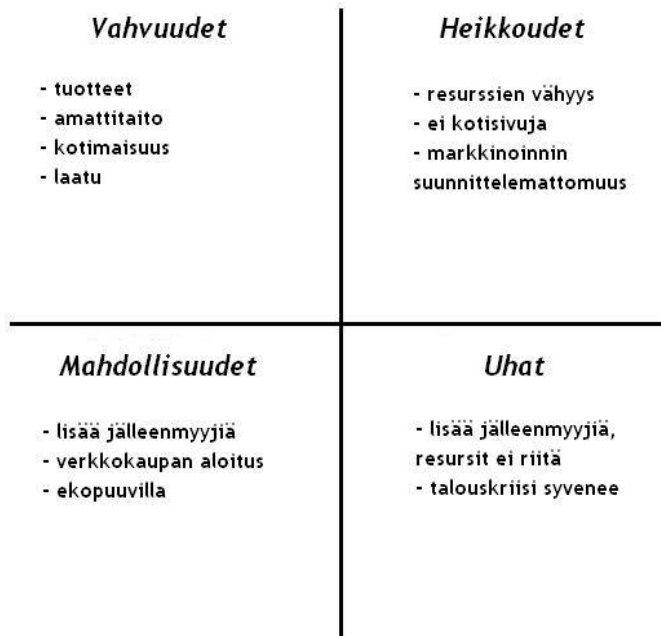 Vahvuudet
- tuotteet
- amattitaito
- kotimaisuus
- laatu
Heikkoudet
- resurssien vähyys
- ei kotisivuja
- markkinoinnin
suunnittelemattomuus
Mahdollisuudet
- lisää jälleenmyyjiä
- verkkokaupan aloitus
- ekopuuvilla
Uhat
- lisää jälleenmyyjiä,
resursit ei riitä
- talouskriisi syvenee